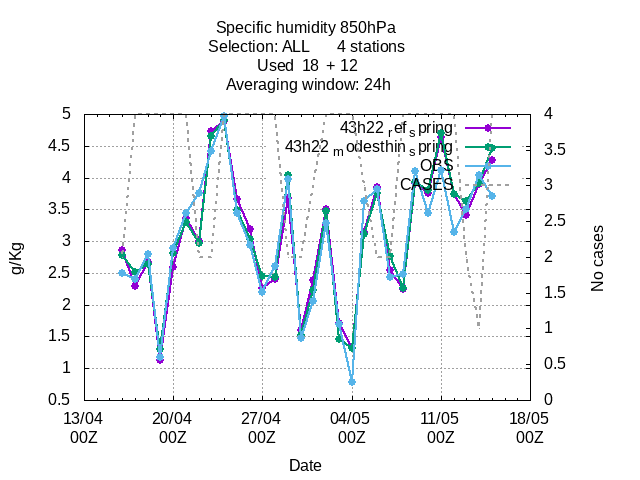 Specific humidity 850hPa
Selection: ALL 4 stations
Used 18 + 12
Averaging window: 24h
43h22_ref_spring
43h22_modesthin_spring
OBS
CASES
g/Kg
5
4.5
4
3.5
3
2.5
2
1.5
1
0.5
4
3.5
3
2.5
2
1.5
1
0.5
0
No cases
13/04 20/04 27/04 04/05 11/05 18/05
00Z 00Z 00Z 00Z 00Z 00Z
Date